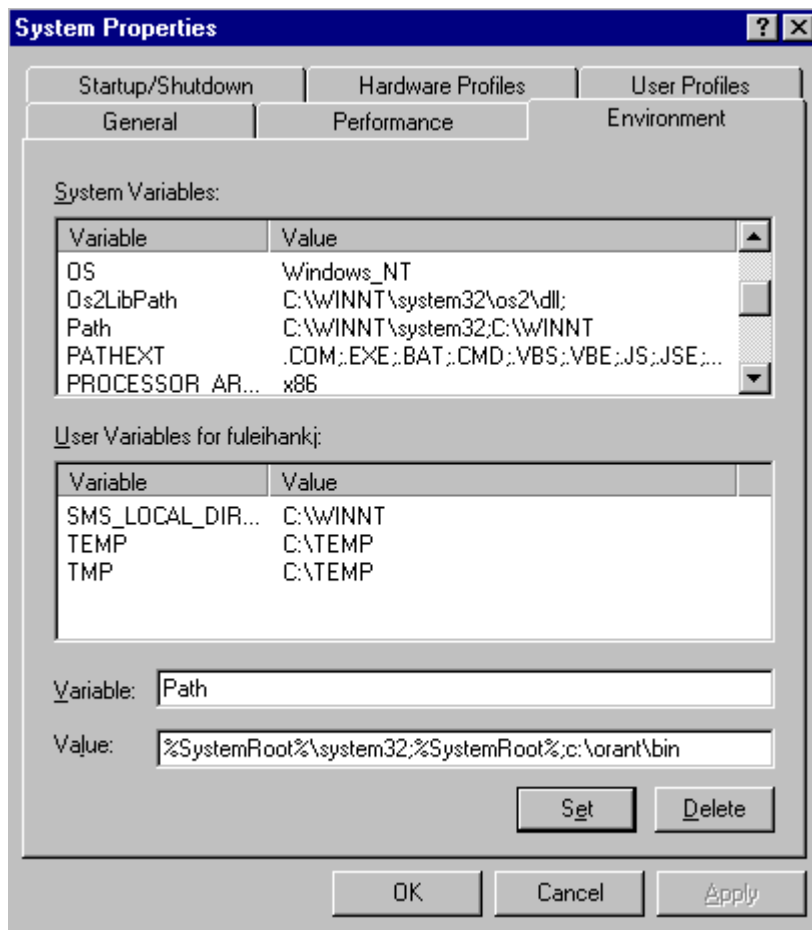 System Properties
Startup/Shutdown Hardware Profiles User Profiles
General Performance Environment
System Variables:
Variable Value
OS Windows_NT
Os2LibPath C:\WINNT\system32\os2\dll;
Path C:\WINNT\system32;C:\WINNT
PATHEXT .COM;.EXE;.BAT;.CMD;.VBS;.VBE;.JS;.JSE;...
PROCESSOR_AR... x86
User Variables for fuleihankj:
Variable Value
SMS_LOCAL_DIR... C:\WINNT
TEMP C:\TEMP
TMP C:\TEMP
Variable: Path
Value: %SystemRoot%\system32;%SystemRoot%;c:\orant\bin
Set Delete
OK Cancel Apply